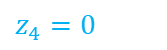 z₄ = 0